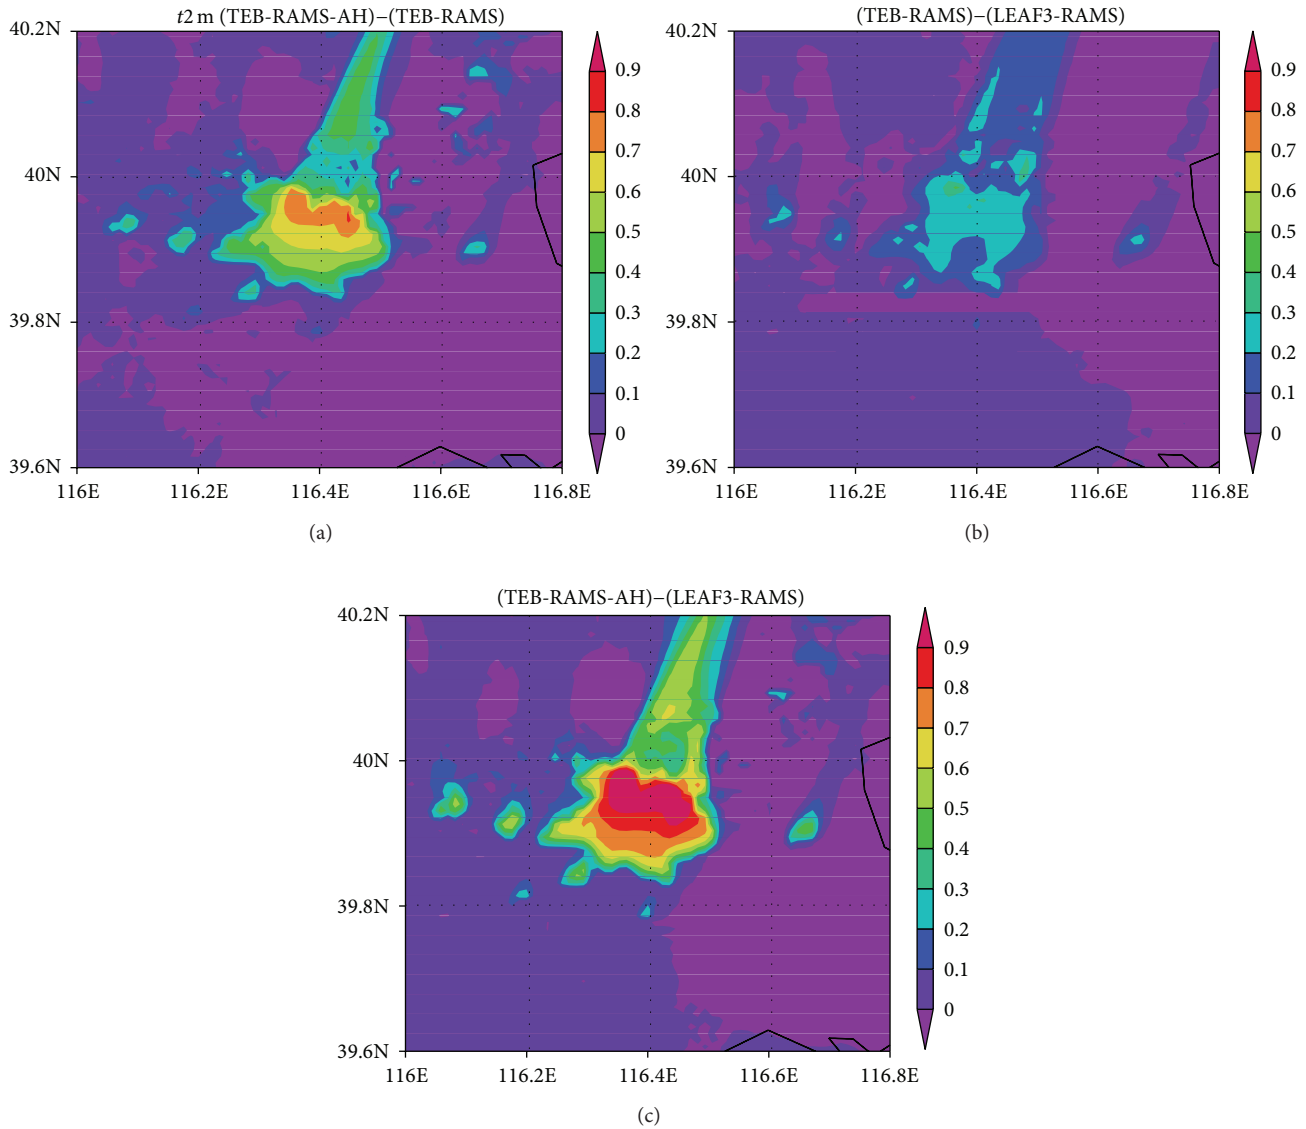 t2 m (TEB-RAMS-AH)−(TEB-RAMS)
40.2N
40N
39.8N
39.6N
116E 116.2E 116.4E 116.6E 116.8E
0.9
0.8
0.7
0.6
0.5
0.4
0.3
0.2
0.1
0
(a)
(TEB-RAMS)−(LEAF3-RAMS)
40.2N
40N
39.8N
39.6N
116E 116.2E 116.4E 116.6E 116.8E
0.9
0.8
0.7
0.6
0.5
0.4
0.3
0.2
0.1
0
(b)
(TEB-RAMS-AH)−(LEAF3-RAMS)
40.2N
40N
39.8N
39.6N
116E 116.2E 116.4E 116.6E 116.8E
0.9
0.8
0.7
0.6
0.5
0.4
0.3
0.2
0.1
0
(c)